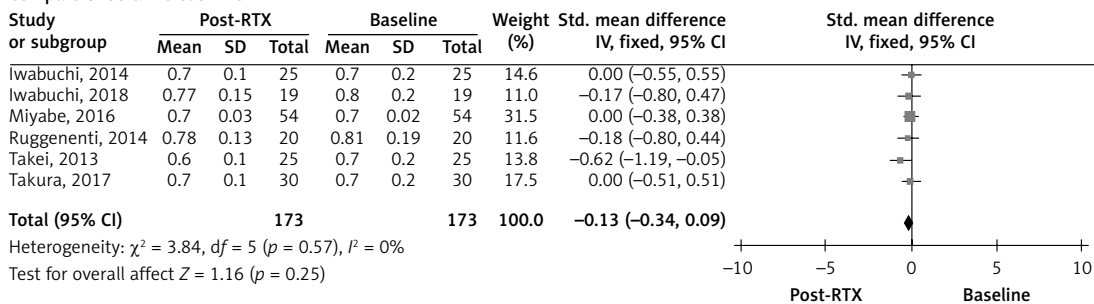 Study Post-RTX Baseline Weight Std. mean difference Std. mean difference
or subgroup Mean SD Total Mean SD Total (%) IV, fixed, 95% CI IV, fixed, 95% CI
Iwabuchi, 2014 0.7 0.1 25 0.7 0.2 25 14.6 0.00 (–0.55, 0.55)
Iwabuchi, 2018 0.77 0.15 19 0.8 0.2 19 11.0 –0.17 (–0.80, 0.47)
Miyabe, 2016 0.7 0.03 54 0.7 0.02 54 31.5 0.00 (–0.38, 0.38)
Ruggenenti, 2014 0.78 0.13 20 0.81 0.19 20 11.6 –0.18 (–0.80, 0.44)
Takei, 2013 0.6 0.1 25 0.7 0.2 25 13.8 –0.62 (–1.19, –0.05)
Takura, 2017 0.7 0.1 30 0.7 0.2 30 17.5 0.00 (–0.51, 0.51)
Total (95% CI) 173 173 100.0 –0.13 (–0.34, 0.09)
Heterogeneity: χ² = 3.84, df = 5 (p = 0.57), I² = 0%
Test for overall affect Z = 1.16 (p = 0.25)
–10 –5 0 5 10
Post-RTX Baseline